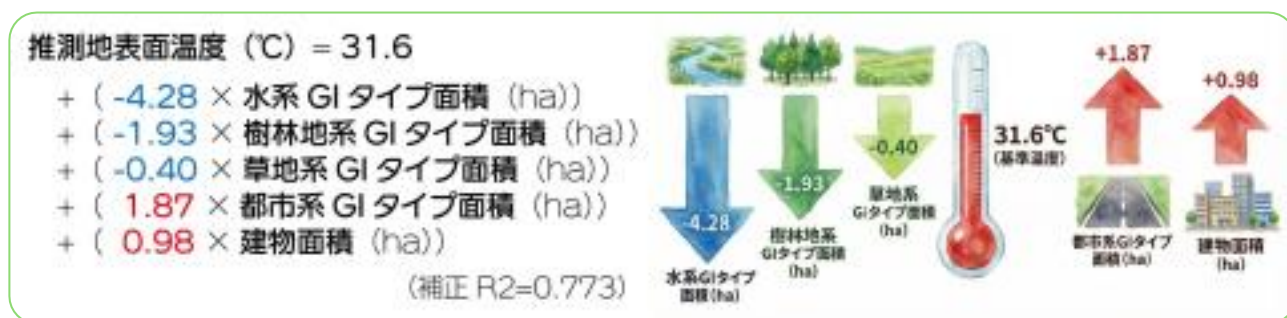 推測地表面温度（℃）= 31.6
+（ -4.28 × 水系 GI タイプ面積（ha））
+（ -1.93 × 樹林地系 GI タイプ面積（ha））
+（ -0.40 × 草地系 GI タイプ面積（ha））
+（ 1.87 × 都市系 GI タイプ面積（ha））
+（ 0.98 × 建物面積（ha））
（補正 R2=0.773）
-4.28
水系GIタイプ
面積(ha)
-1.93
樹林地系
GIタイプ面積
(ha)
-0.40
草地系
GIタイプ面積
(ha)
31.6℃
(基準温度)
+1.87
都市系GIタイプ
面積(ha)
+0.98
建物面積
(ha)